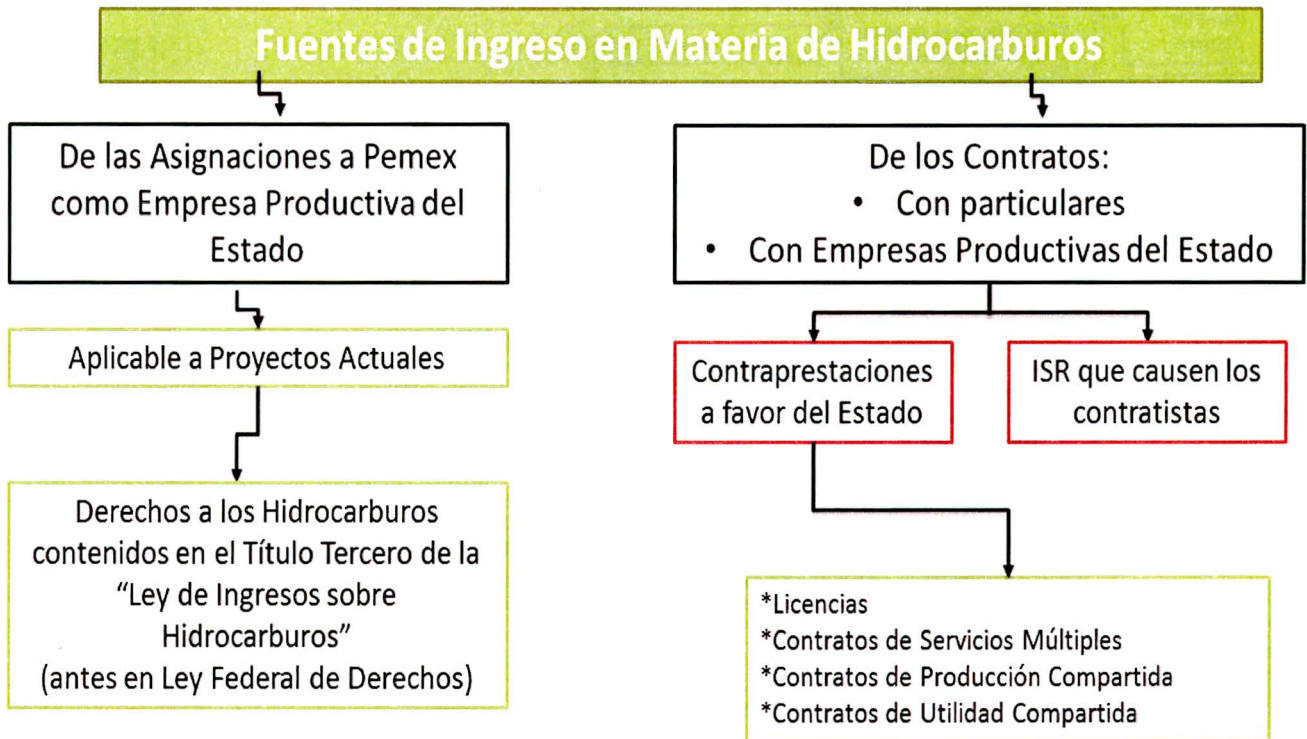 Fuentes de Ingreso en Materia de Hidrocarburos
De las Asignaciones a Pemex
como Empresa Productiva del
Estado
De los Contratos:
• Con particulares
• Con Empresas Productivas del Estado
Aplicable a Proyectos Actuales
Contraprestaciones
a favor del Estado
ISR que causen los
contratistas
Derechos a los Hidrocarburos
contenidos en el Título Tercero de la
“Ley de Ingresos sobre
Hidrocarburos”
(antes en Ley Federal de Derechos)
*Licencias
*Contratos de Servicios Múltiples
*Contratos de Producción Compartida
*Contratos de Utilidad Compartida